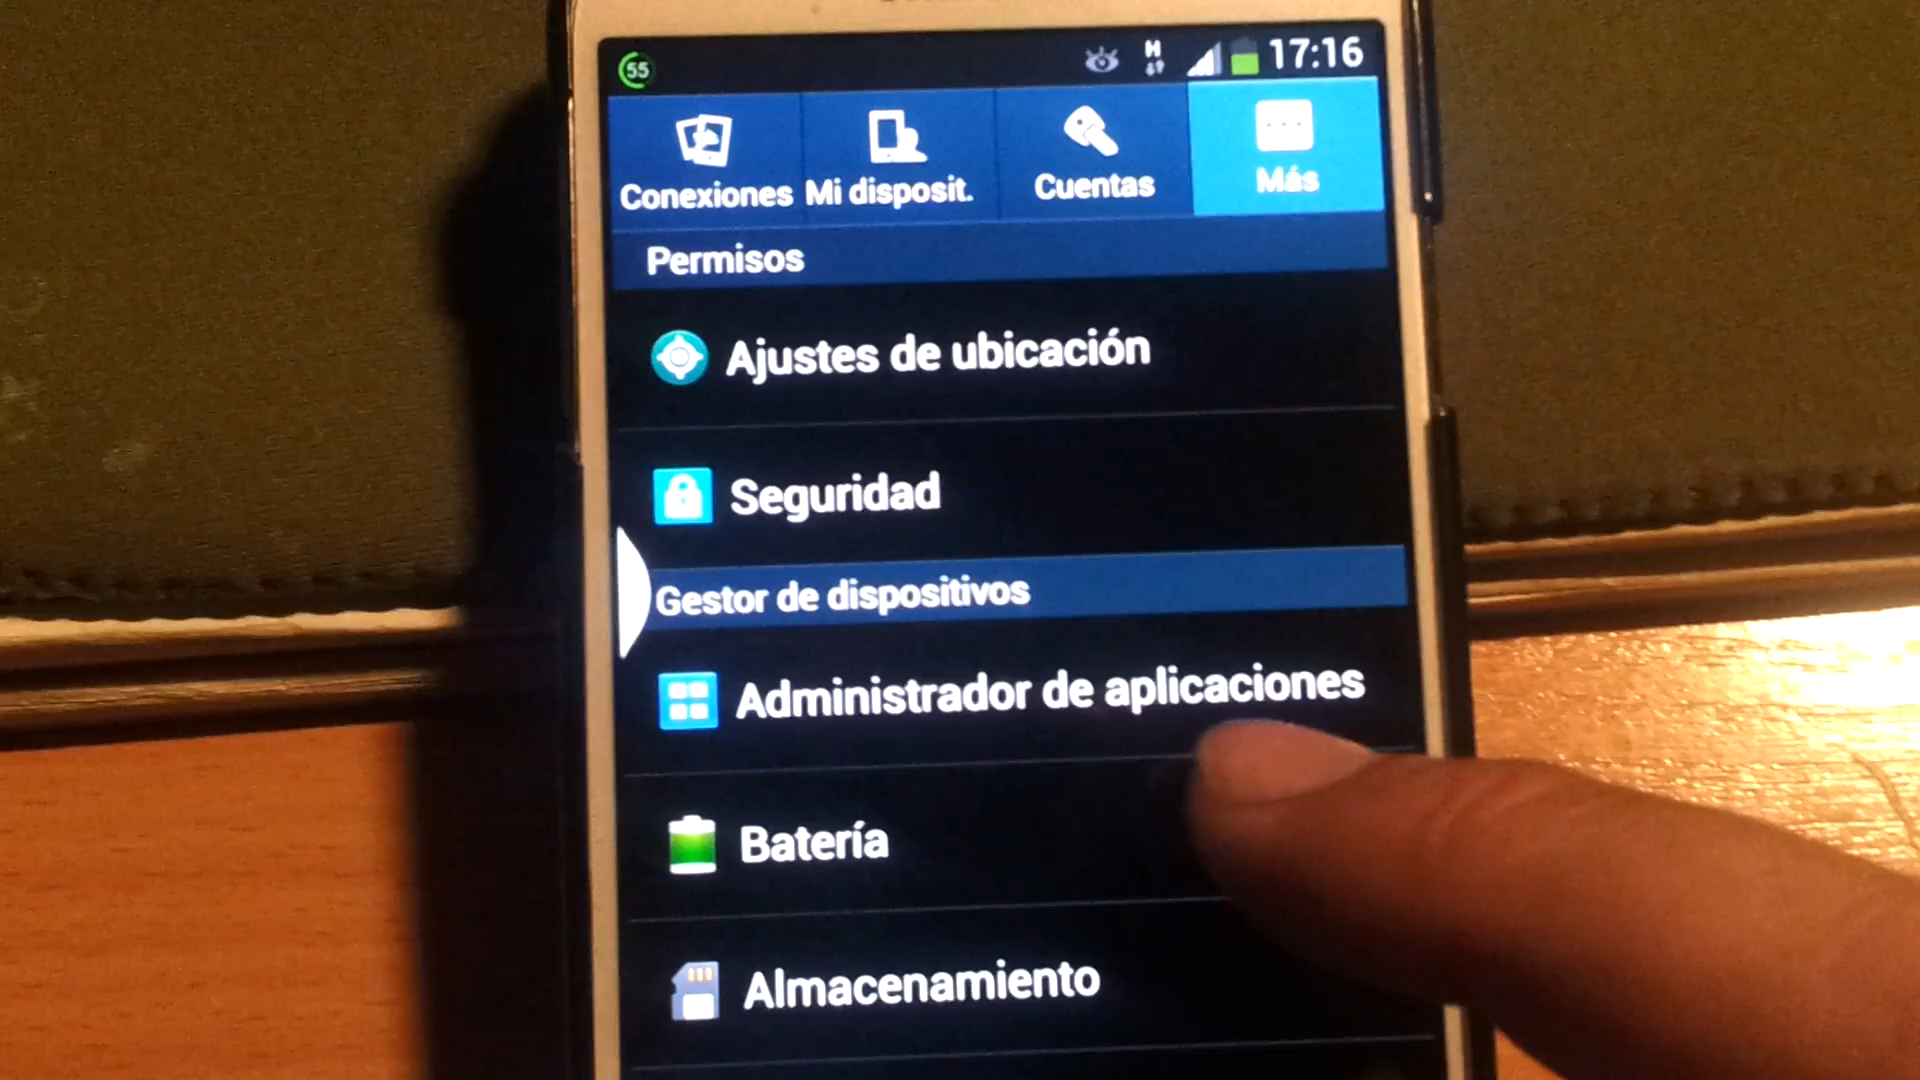 55 H 17:16
Conexiones Mi disposit. Cuentas Más
Permisos
Ajustes de ubicación
Seguridad
Gestor de dispositivos
Administrador de aplicaciones
Batería
Almacenamiento